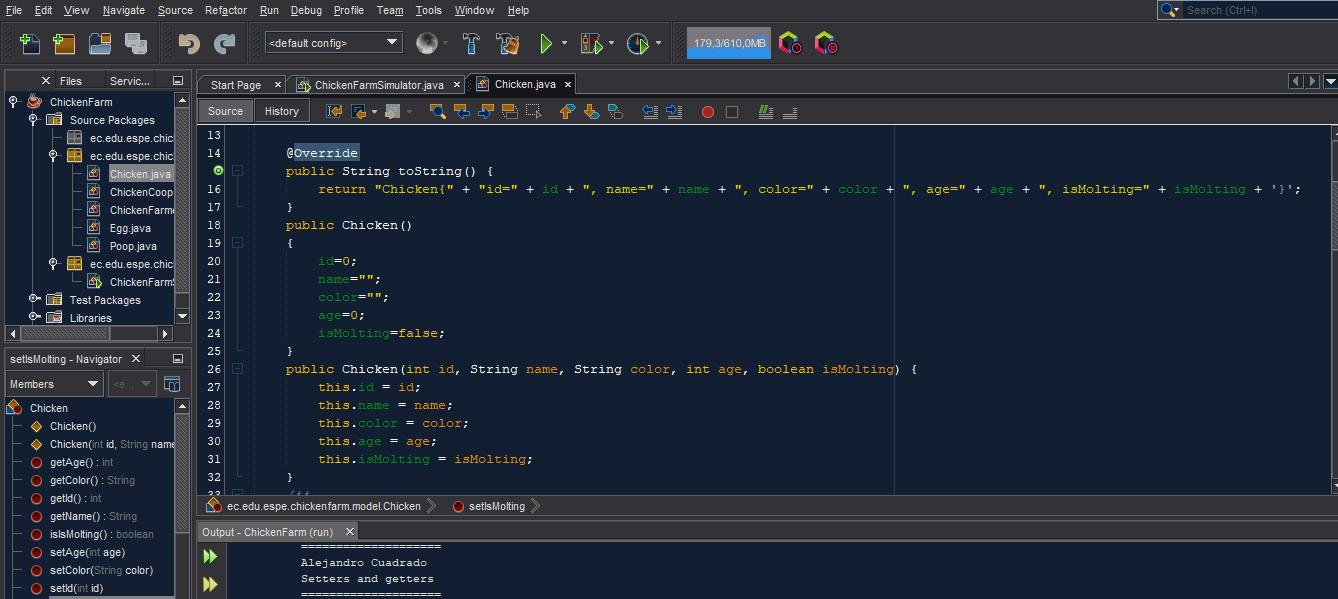 File Edit View Navigate Source Refactor Run Debug Profile Team Tools Window Help
Search (Ctrl+I)
<default config>
179,3/610,0MB
Files Servic...
ChickenFarm
Source Packages
ec.edu.espe.chic
ec.edu.espe.chic
Chicken.java
ChickenCoop
ChickenFarme
Egg.java
Poop.java
ec.edu.espe.chic
ChickenFarmS
Test Packages
Libraries
setIsMolting - Navigator
Members
<e...
Chicken
Chicken()
Chicken(int id, String name
getAge() : int
getColor() : String
getId() : int
getName() : String
isIsMolting() : boolean
setAge(int age)
setColor(String color)
setId(int id)
Start Page ChickenFarmSimulator.java Chicken.java
Source History
13
14 @Override
public String toString() {
16 return "Chicken{" + "id=" + id + ", name=" + name + ", color=" + color + ", age=" + age + ", isMolting=" + isMolting + '}';
17 }
18 public Chicken()
19 {
20 id=0;
21 name="";
22 color="";
23 age=0;
24 isMolting=false;
25 }
26 public Chicken(int id, String name, String color, int age, boolean isMolting) {
27 this.id = id;
28 this.name = name;
29 this.color = color;
30 this.age = age;
31 this.isMolting = isMolting;
32 }
33 /**
ec.edu.espe.chickenfarm.model.Chicken setIsMolting
Output - ChickenFarm (run)
====================
Alejandro Cuadrado
Setters and getters
====================